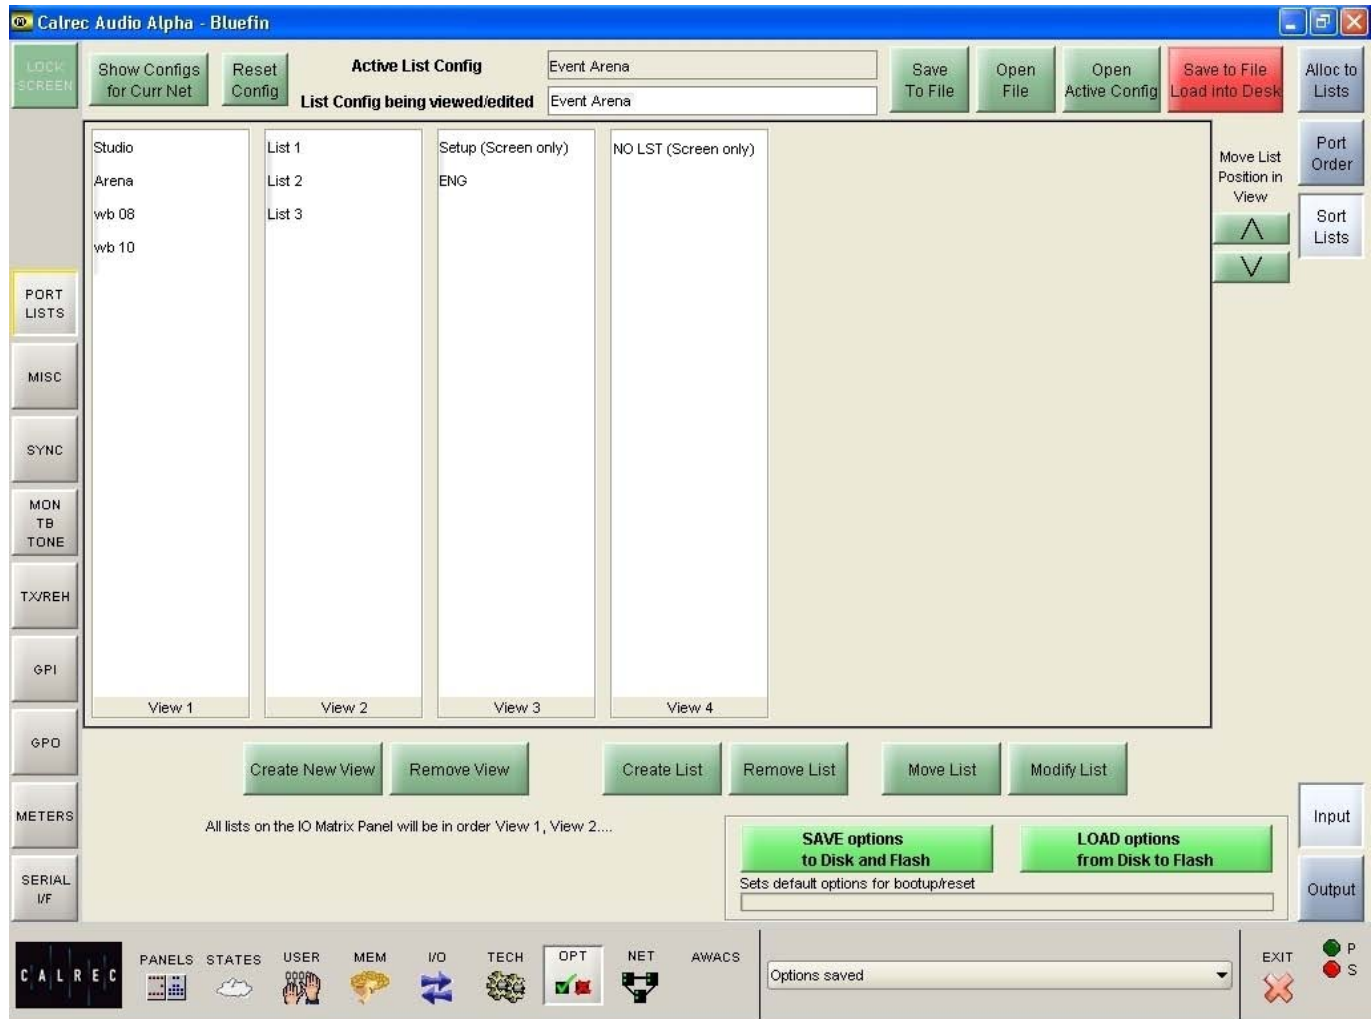 Calrec Audio Alpha - Bluefin
LOCK
SCREEN
Show Configs
for Curr Net
Reset
Config
Active List Config
Event Arena
List Config being viewed/edited
Event Arena
Save
To File
Open
File
Open
Active Config
Save to File
Load into Desk
Alloc to
Lists
Port
Order
Sort
Lists
Move List
Position in
View
Studio
Arena
wb 08
wb 10
View 1
List 1
List 2
List 3
View 2
Setup (Screen only)
ENG
View 3
NO LST (Screen only)
View 4
PORT
LISTS
MISC
SYNC
MON
TB
TONE
TX/REH
GPI
GPO
METERS
SERIAL
I/F
Create New View
Remove View
Create List
Remove List
Move List
Modify List
All lists on the IO Matrix Panel will be in order View 1, View 2....
SAVE options
to Disk and Flash
LOAD options
from Disk to Flash
Sets default options for bootup/reset
Input
Output
CALREC
PANELS
STATES
USER
MEM
I/O
TECH
OPT
NET
AWACS
Options saved
EXIT
P
S